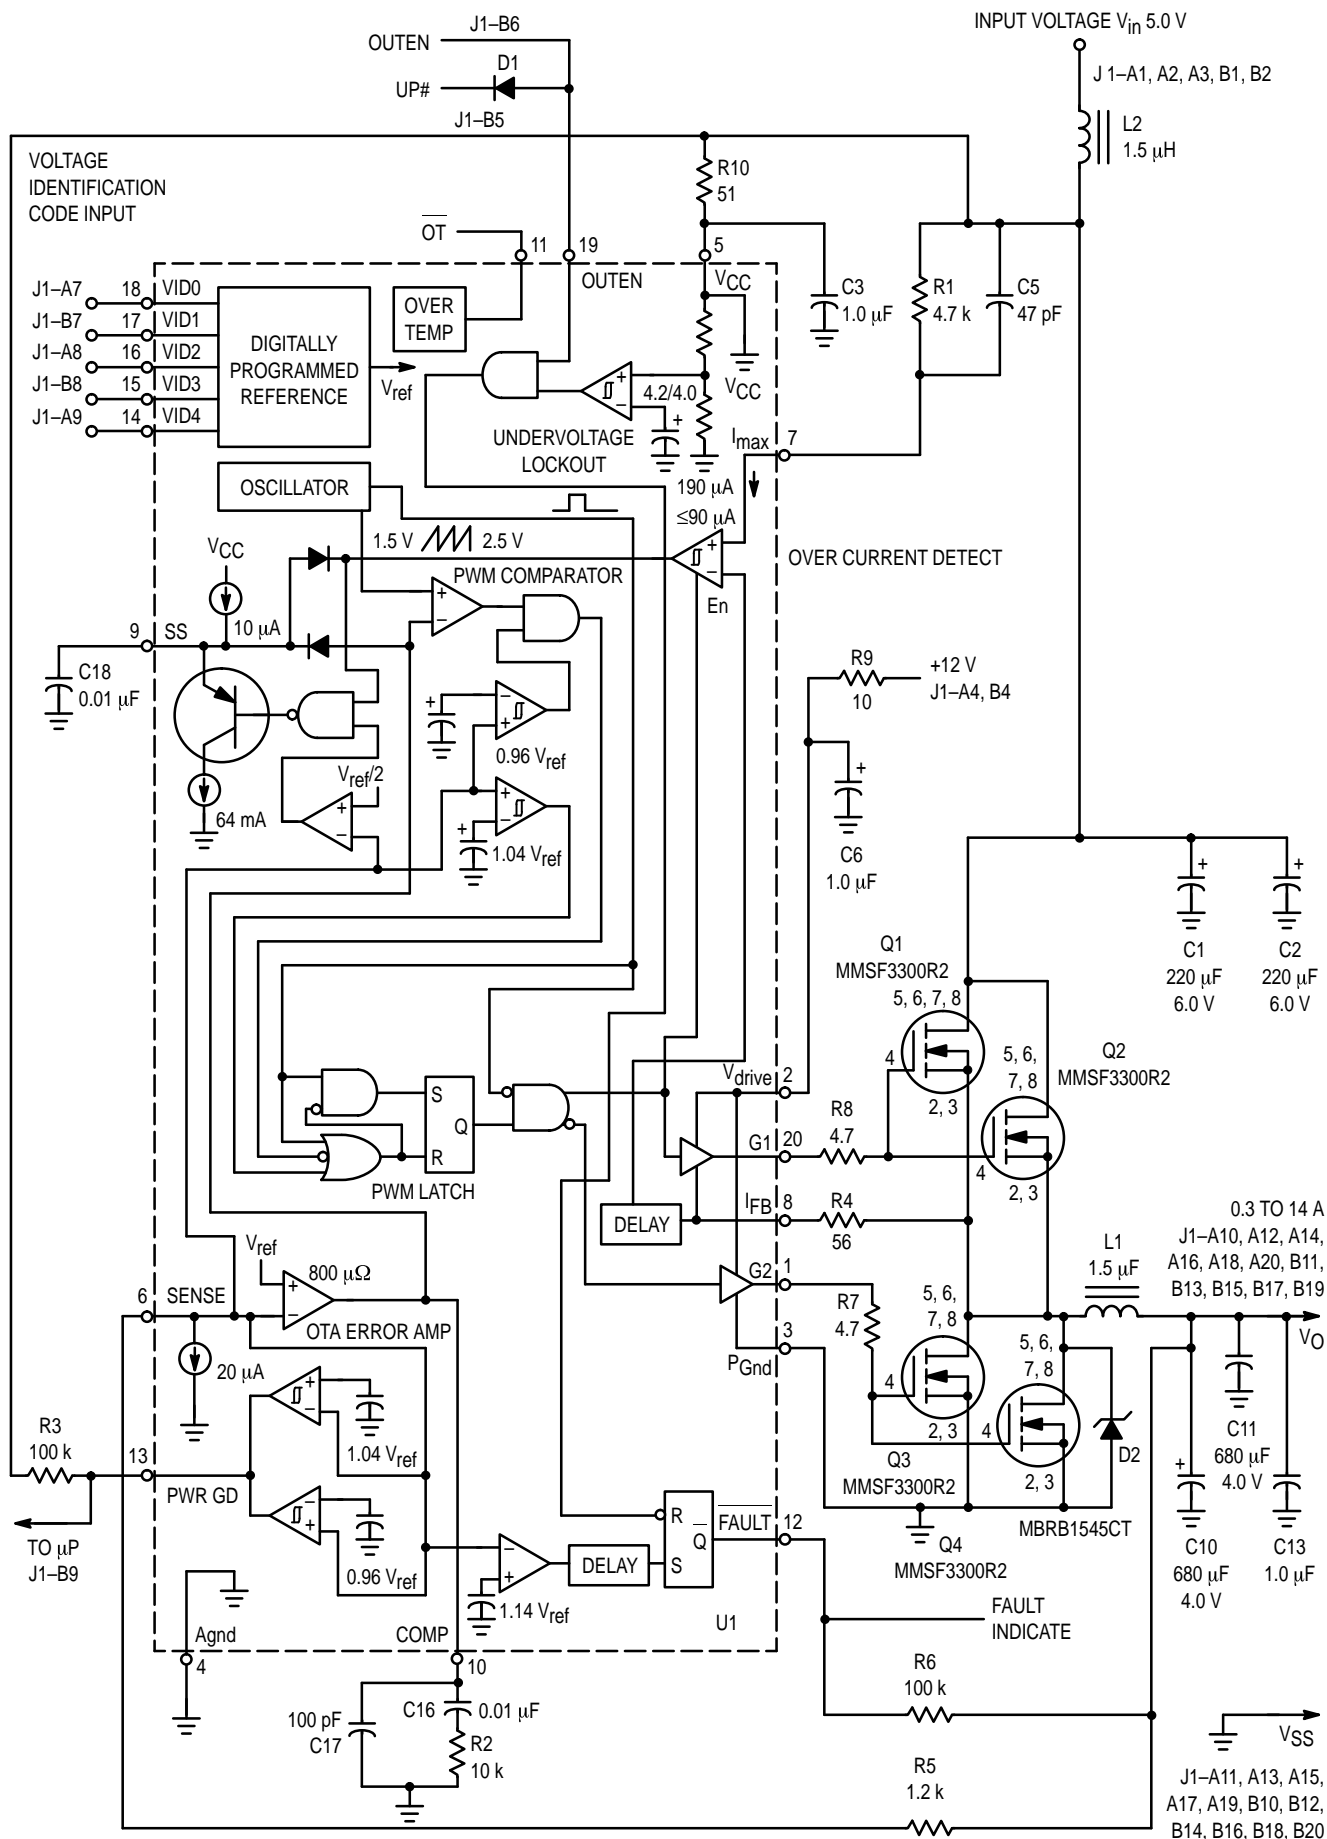 INPUT VOLTAGE Vin 5.0 V
J 1–A1, A2, A3, B1, B2
L2
1.5 μH
J1–B6
OUTEN
D1
UP#
J1–B5
VOLTAGE
IDENTIFICATION
CODE INPUT
R10
51
OT
11
19
5
OUTEN
VCC
C3
1.0 μF
R1
4.7 k
C5
47 pF
J1–A7
18
VID0
J1–B7
17
VID1
J1–A8
16
VID2
J1–B8
15
VID3
J1–A9
14
VID4
DIGITALLY
PROGRAMMED
REFERENCE
Vref
OVER
TEMP
4.2/4.0
VCC
UNDERVOLTAGE
LOCKOUT
Imax
7
OSCILLATOR
190 μA
≤90 μA
1.5 V
2.5 V
VCC
PWM COMPARATOR
OVER CURRENT DETECT
En
9
SS
10 μA
C18
0.01 μF
R9
10
+12 V
J1–A4, B4
0.96 Vref
Vref/2
64 mA
1.04 Vref
C6
1.0 μF
C1
220 μF
6.0 V
C2
220 μF
6.0 V
Q1
MMSF3300R2
5, 6, 7, 8
4
2, 3
Q2
MMSF3300R2
5, 6,
7, 8
4
2, 3
Vdrive
2
S
Q
R
PWM LATCH
G1
20
R8
4.7
IFB
8
R4
56
DELAY
0.3 TO 14 A
J1–A10, A12, A14,
A16, A18, A20, B11,
B13, B15, B17, B19
L1
1.5 μF
VO
Vref
800 μΩ
6
SENSE
OTA ERROR AMP
G2
1
R7
4.7
3
PGnd
5, 6,
7, 8
4
2, 3
5, 6,
7, 8
4
2, 3
D2
20 μA
1.04 Vref
R3
100 k
13
PWR GD
Q3
MMSF3300R2
MBRB1545CT
Q4
MMSF3300R2
C11
680 μF
4.0 V
C10
680 μF
4.0 V
C13
1.0 μF
TO μP
J1–B9
0.96 Vref
R
Q
S
FAULT
12
DELAY
1.14 Vref
U1
FAULT
INDICATE
Agnd
4
COMP
10
R6
100 k
100 pF
C17
C16
0.01 μF
R2
10 k
VSS
R5
1.2 k
J1–A11, A13, A15,
A17, A19, B10, B12,
B14, B16, B18, B20